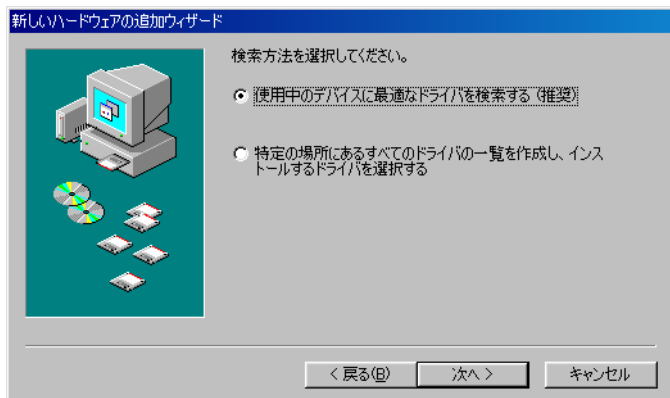 新しいハードウェアの追加ウィザード
検索方法を選択してください。
使用中のデバイスに最適なドライバを検索する (推奨)
特定の場所にあるすべてのドライバの一覧を作成し、インス
トールするドライバを選択する
< 戻る(B)
次へ >
キャンセル